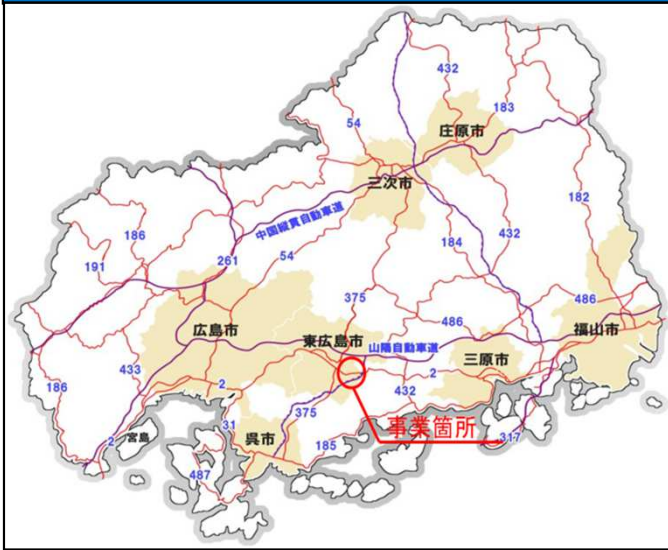 432
183
54
庄原市
三次市
182
中国縦貫自動車道
186
191
261
54
184
432
375
486
486
広島市
東広島市
山陽自動車道
福山市
三原市
433
2
2
432
186
事業箇所
375
31
呉市
185
317
2
宮島
487